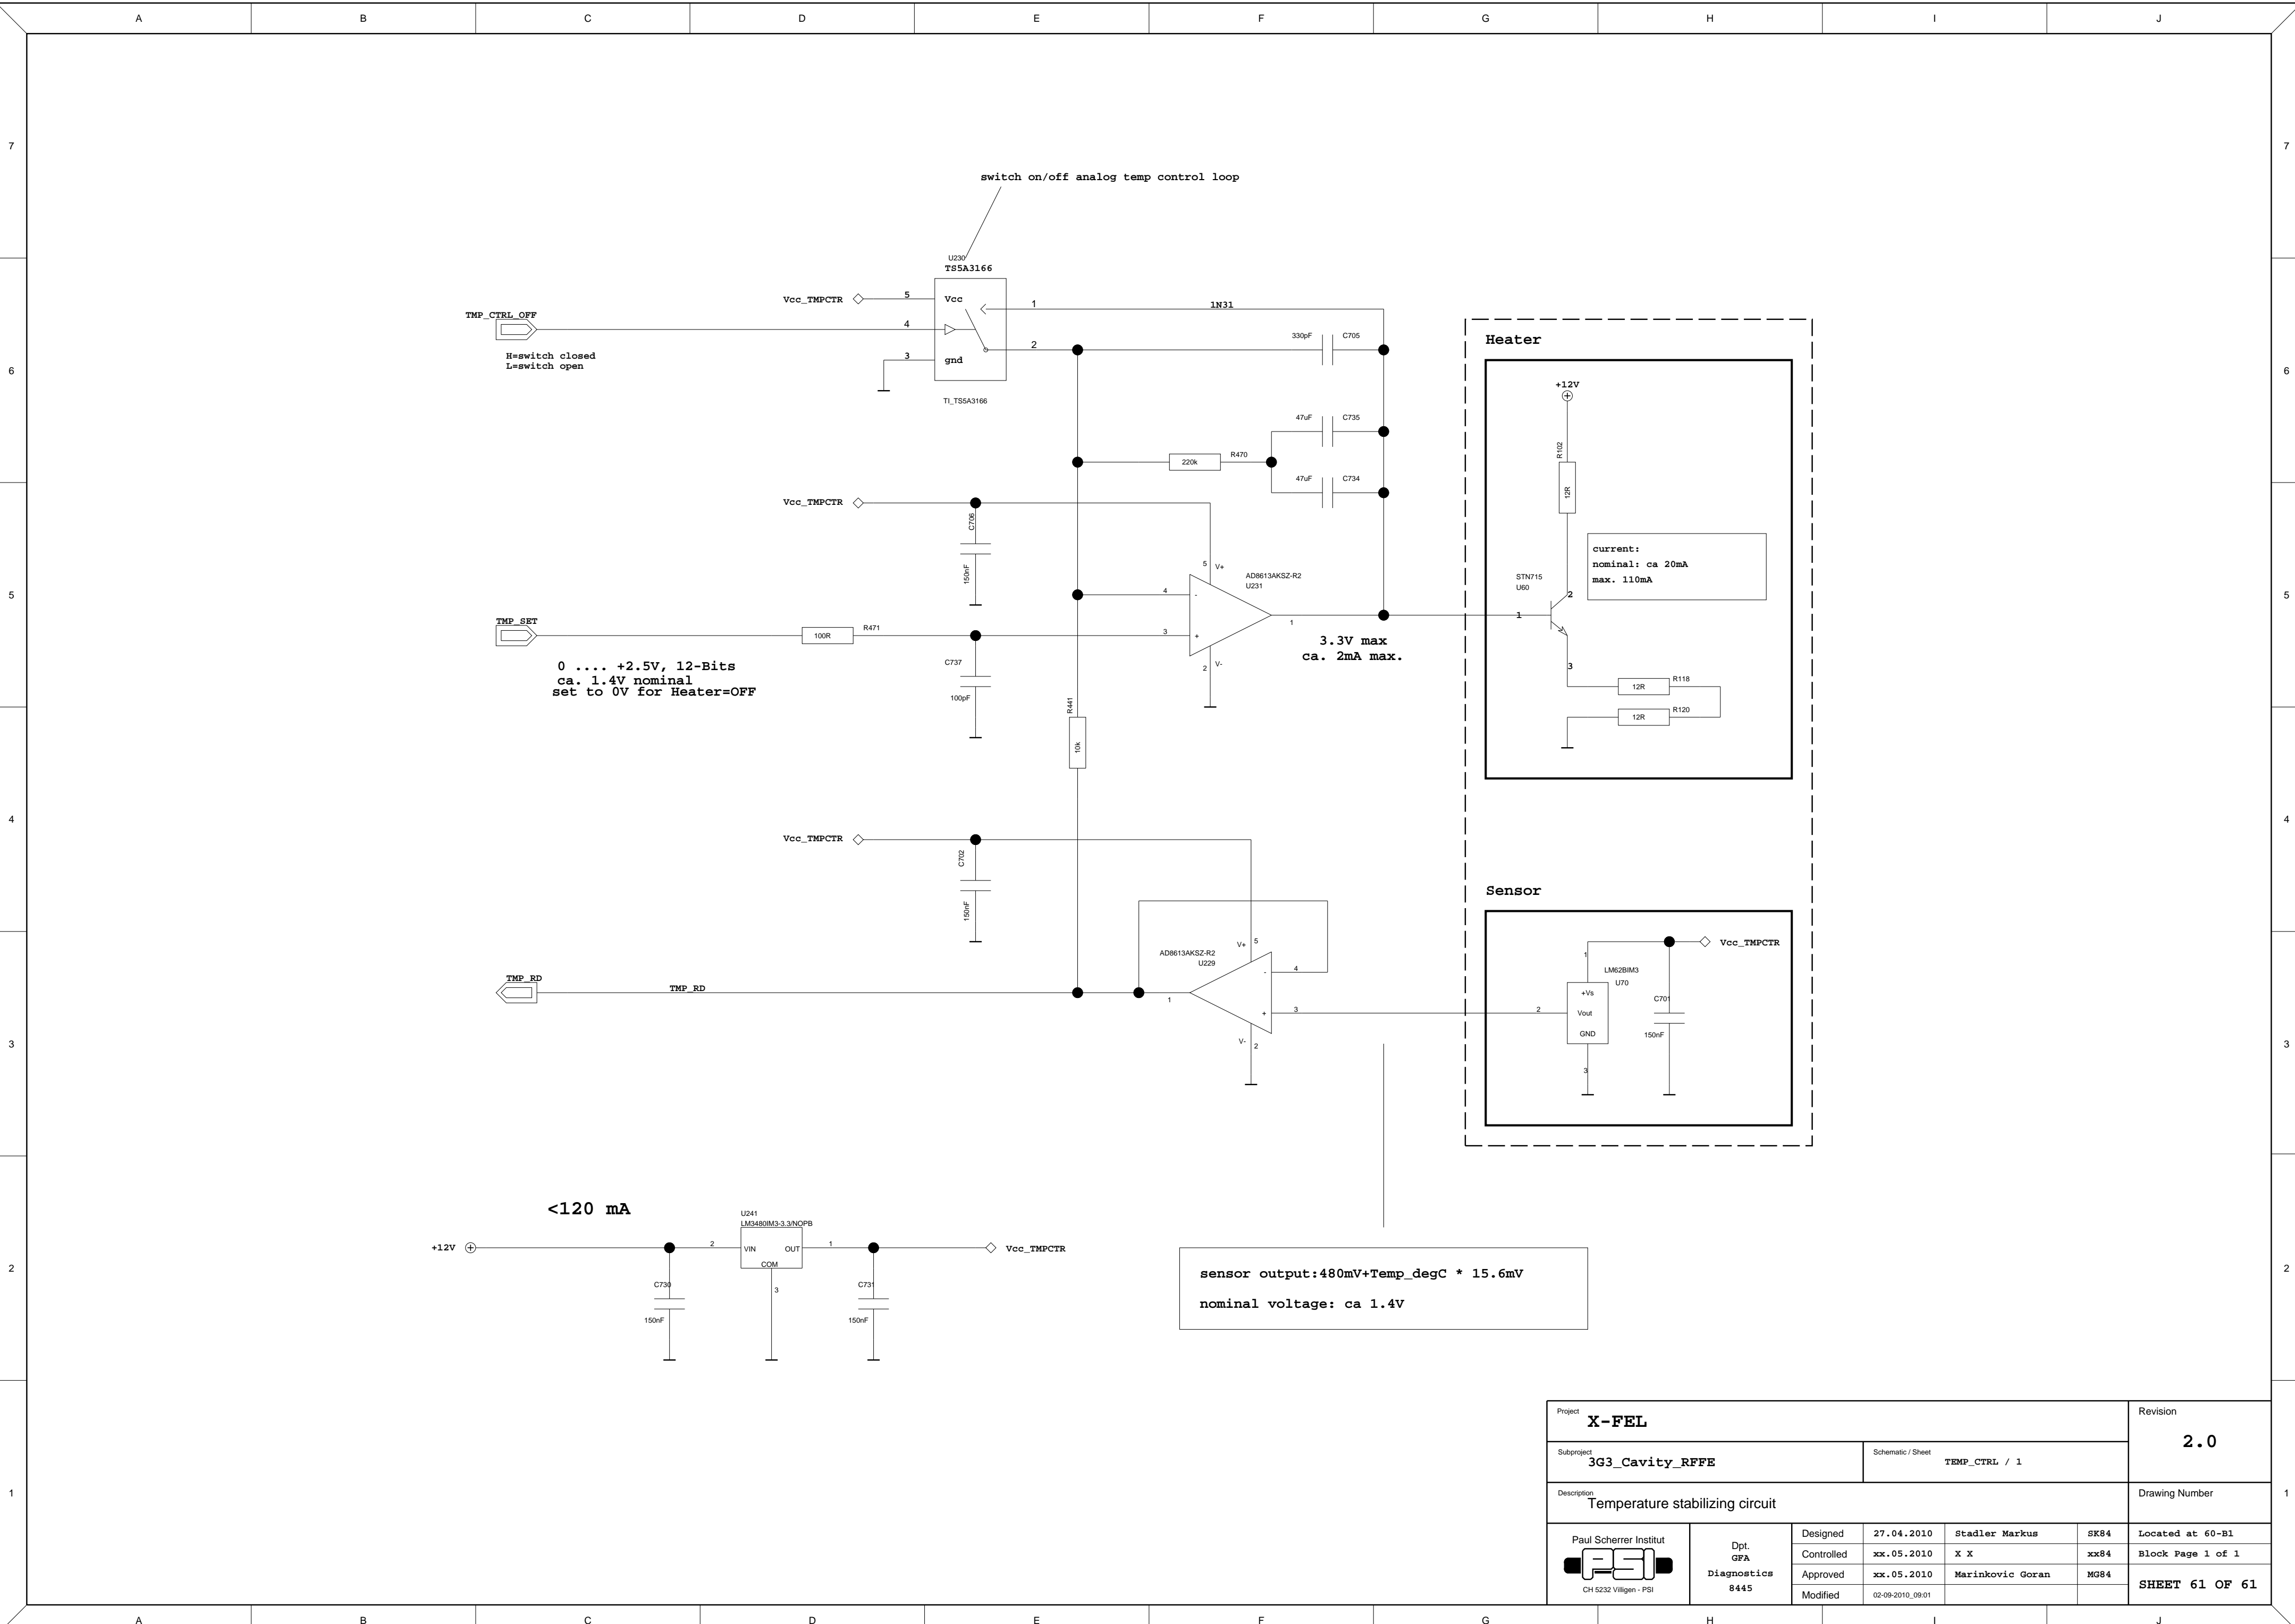 A B C D E F G H I J
7 7
switch on/off analog temp control loop
U230
TS5A3166
Vcc_TMPCTR 5 Vcc 1 1N31
TMP_CTRL_OFF 4
H=switch closed
L=switch open
3 gnd 2
TI_TS5A3166
330pF C705
6 6
47uF C735
220k R470
47uF C734
Heater
+12V
R102
12R
current:
nominal: ca 20mA
max. 110mA
STN715
U60
2
1
3
12R R118
12R R120
Vcc_TMPCTR
C706
150nF
5 V+
AD8613AKSZ-R2
U231
4 -
3 +
1
2 V-
5 5
TMP_SET
100R R471
0 .... +2.5V, 12-Bits
ca. 1.4V nominal
set to 0V for Heater=OFF
C737
100pF
3.3V max
ca. 2mA max.
R441
10k
4 4
Vcc_TMPCTR
C702
150nF
Sensor
Vcc_TMPCTR
1
LM62BIM3
U70
+Vs
2 Vout
GND
3
C701
150nF
V+ 5
AD8613AKSZ-R2
U229
- 4
+ 3
1
V- 2
TMP_RD
TMP_RD
3 3
<120 mA
U241
LM3480IM3-3.3/NOPB
+12V 2 VIN OUT 1 Vcc_TMPCTR
COM
3
C730
150nF
C731
150nF
2 2
sensor output:480mV+Temp_degC * 15.6mV
nominal voltage: ca 1.4V
1 1
Project X-FEL
Revision
2.0
Subproject 3G3_Cavity_RFFE
Schematic / Sheet TEMP_CTRL / 1
Description Temperature stabilizing circuit
Drawing Number
Paul Scherrer Institut
PSI
CH 5232 Villigen - PSI
Dpt.
GFA
Diagnostics
8445
Designed 27.04.2010 Stadler Markus SK84 Located at 60-B1
Controlled xx.05.2010 X X xx84 Block Page 1 of 1
Approved xx.05.2010 Marinkovic Goran MG84
Modified 02-09-2010_09:01
SHEET 61 OF 61
A B C D E F G H I J